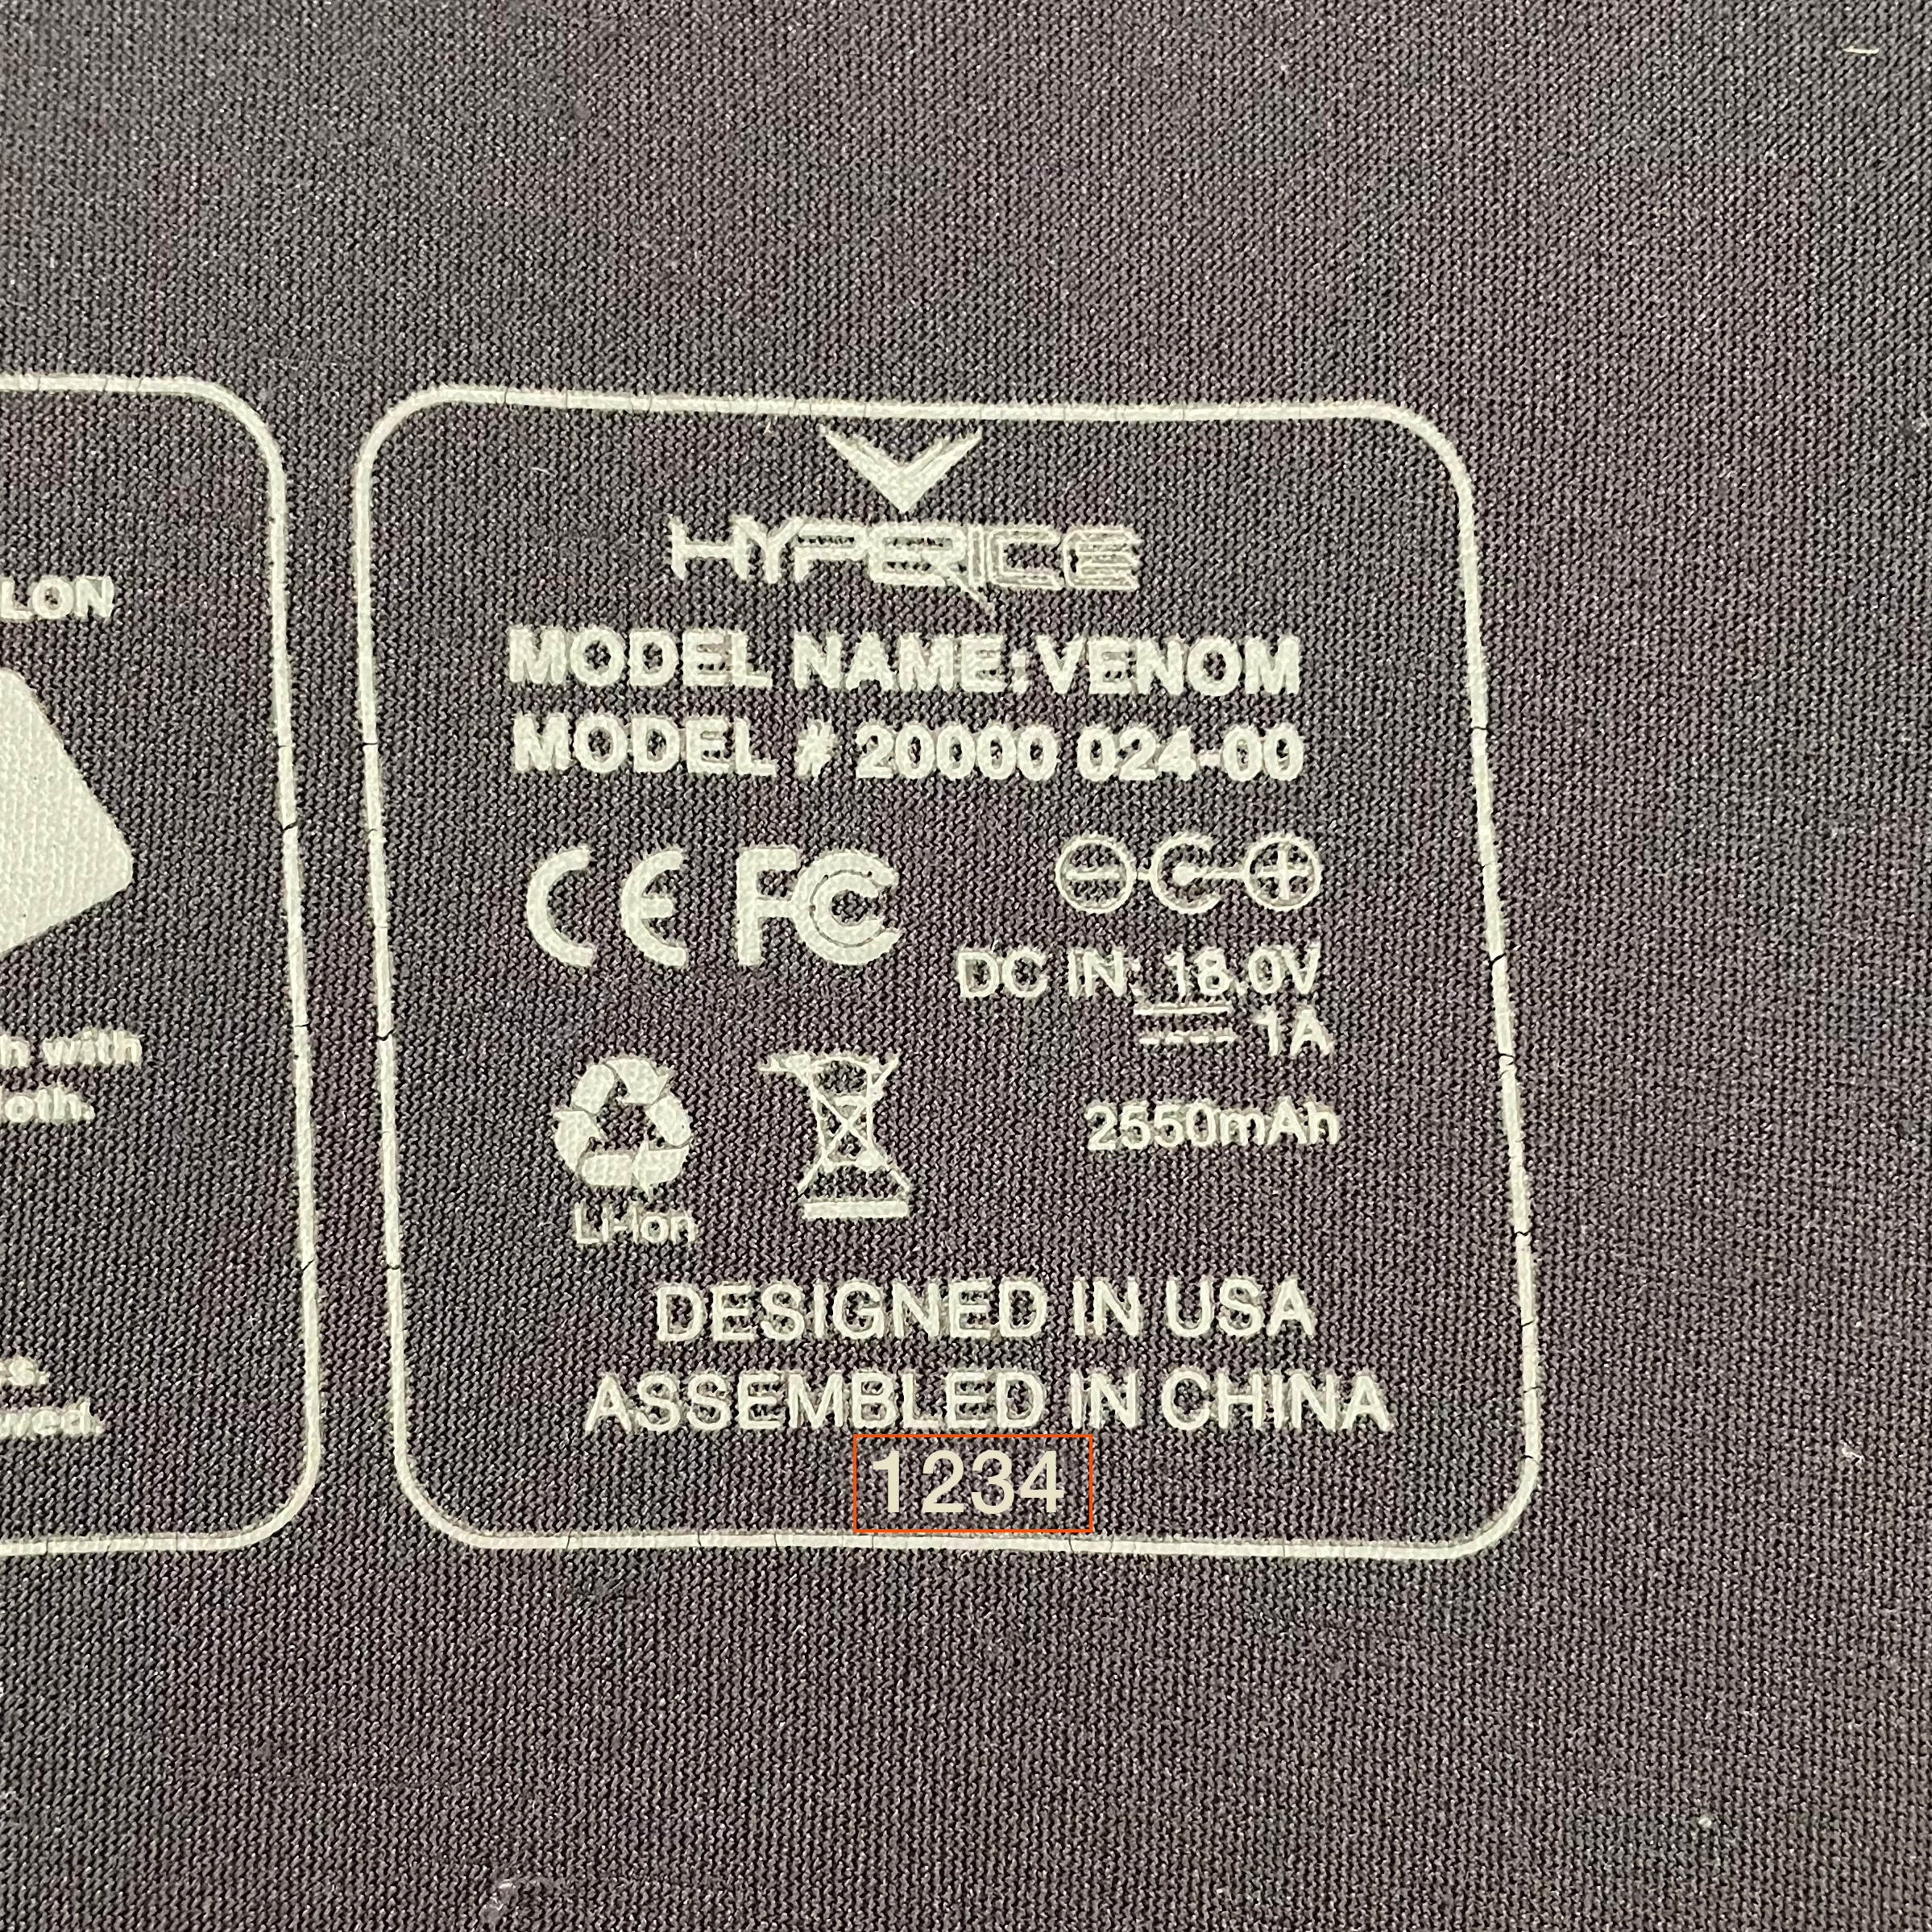 LON
h with
oth.
s.
wed.
HYPERICE
MODEL NAME:VENOM
MODEL # 20000 024-00
CE FC
DC IN: 18.0V
1A
2550mAh
Li-ion
DESIGNED IN USA
ASSEMBLED IN CHINA
1234